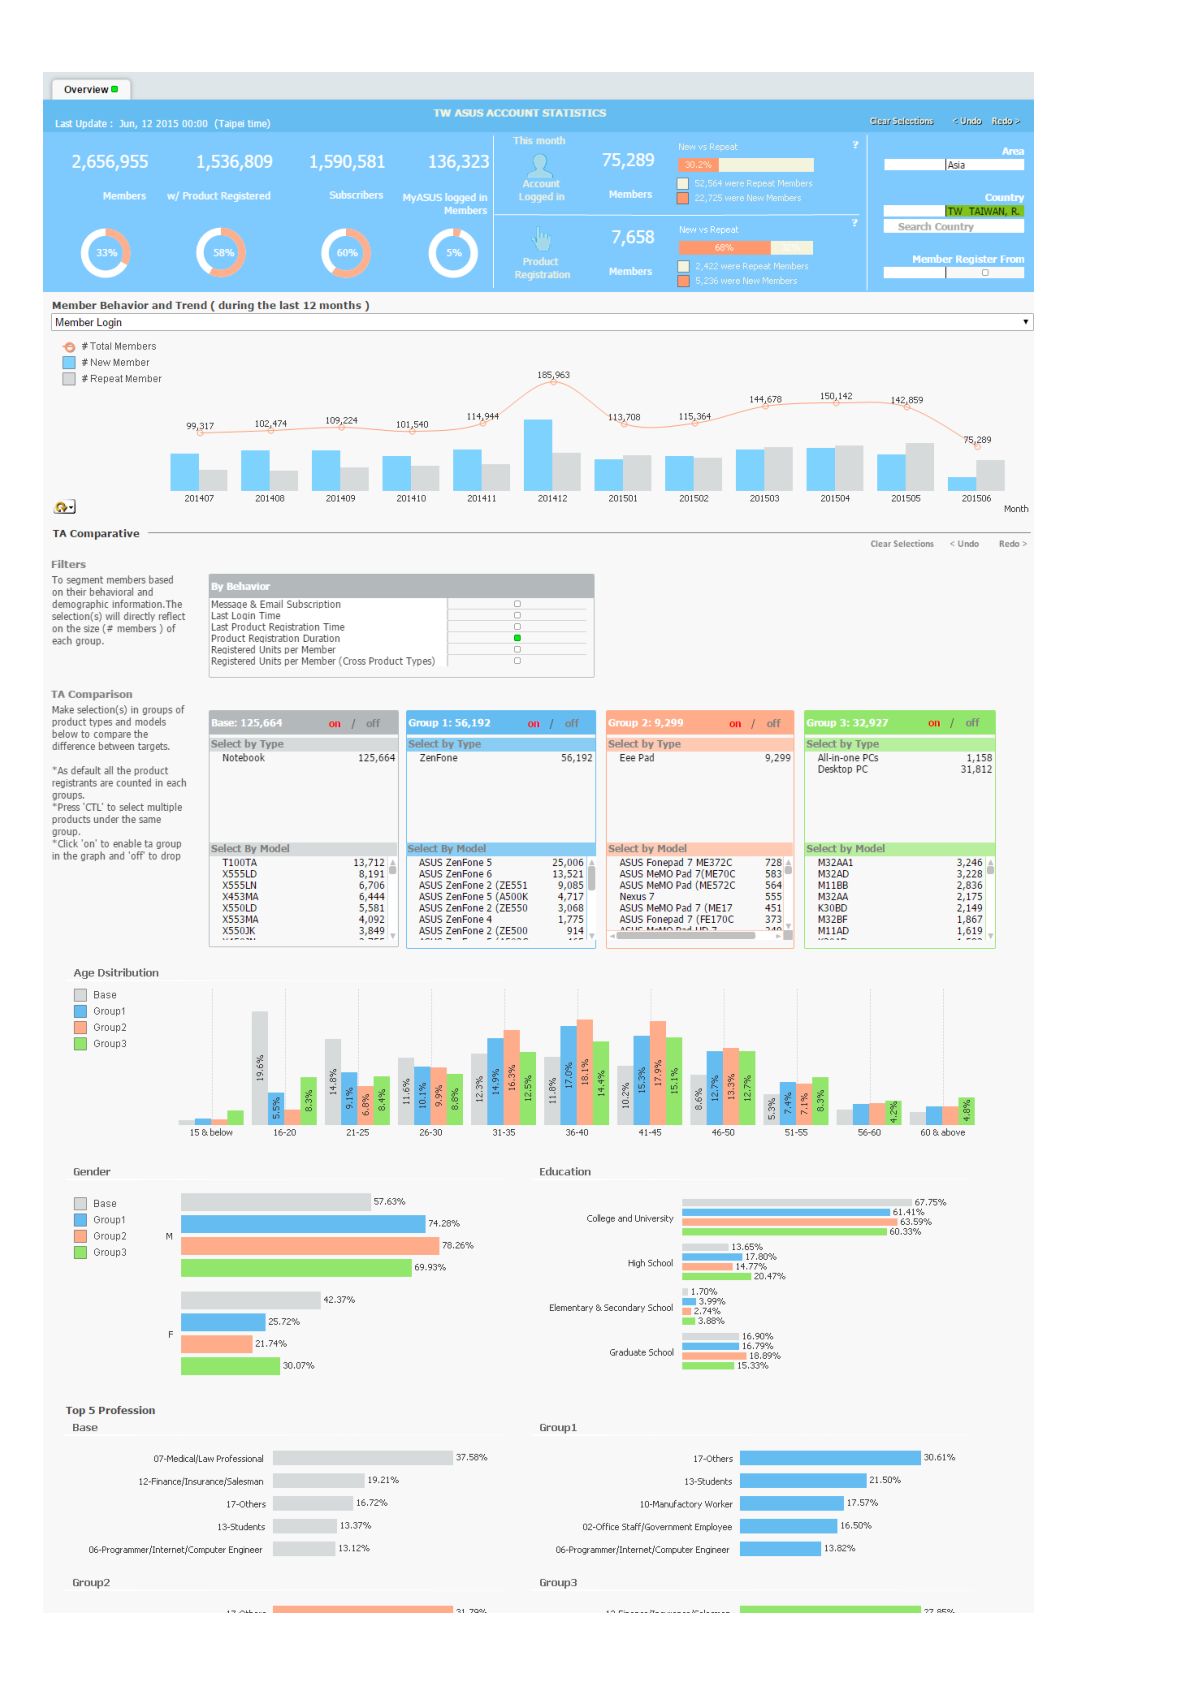 Overview
TW ASUS ACCOUNT STATISTICS
Last Update : Jun, 12 2015 00:00 (Taipei time)
Clear Selections < Undo Redo >
2,656,955 1,536,809 1,590,581 136,323
Members w/ Product Registered Subscribers MyASUS logged in Members
33% 58% 60% 5%
This month
Account Logged in
75,289
Members
New vs Repeat ?
30.2%
52,564 were Repeat Members
22,725 were New Members
Product Registration
7,658
Members
New vs Repeat ?
68%
2,422 were Repeat Members
5,236 were New Members
Area
Asia
Country
TW TAIWAN, R.
Search Country
Member Register From
Member Behavior and Trend ( during the last 12 months )
Member Login
# Total Members
# New Member
# Repeat Member
99,317 102,474 109,224 101,540 114,944 185,963 113,708 115,364 144,678 150,142 142,859 75,289
201407 201408 201409 201410 201411 201412 201501 201502 201503 201504 201505 201506
Month
TA Comparative
Clear Selections < Undo Redo >
Filters
To segment members based
on their behavioral and
demographic information.The
selection(s) will directly reflect
on the size (# members ) of
each group.
By Behavior
Message & Email Subscription
Last Login Time
Last Product Registration Time
Product Registration Duration
Registered Units per Member
Registered Units per Member (Cross Product Types)
TA Comparison
Make selection(s) in groups of
product types and models
below to compare the
difference between targets.
*As default all the product
registrants are counted in each
groups.
*Press 'CTL' to select multiple
products under the same
group.
*Click 'on' to enable ta group
in the graph and 'off' to drop
Base: 125,664 on / off
Select by Type
Notebook 125,664
Select By Model
T100TA 13,712
X555LD 8,191
X555LN 6,706
X453MA 6,444
X550LD 5,581
X553MA 4,092
X550JK 3,849
Group 1: 56,192 on / off
Select by Type
ZenFone 56,192
Select By Model
ASUS ZenFone 5 25,006
ASUS ZenFone 6 13,521
ASUS ZenFone 2 (ZE551 9,085
ASUS ZenFone 5 (A500K 4,717
ASUS ZenFone 2 (ZE550 3,068
ASUS ZenFone 4 1,775
ASUS ZenFone 2 (ZE500 914
Group 2: 9,299 on / off
Select by Type
Eee Pad 9,299
Select by Model
ASUS Fonepad 7 ME372C 728
ASUS MeMO Pad 7(ME70C 583
ASUS MeMO Pad 7 (ME572C 564
Nexus 7 555
ASUS MeMO Pad 7 (ME17 451
ASUS Fonepad 7 (FE170C 373
ASUS MeMO Pad HD 7 349
Group 3: 32,927 on / off
Select by Type
All-in-one PCs 1,158
Desktop PC 31,812
Select by Model
M32AA1 3,246
M32AD 3,228
M11BB 2,836
M32AA 2,175
K30BD 2,149
M32BF 1,867
M11AD 1,619
Age Dsitribution
Base
Group1
Group2
Group3
19.6% 5.5% 8.3%
14.8% 9.1% 6.8% 8.4%
11.6% 10.1% 9.9% 8.8%
12.3% 14.9% 16.3% 12.5%
11.8% 17.0% 18.1% 14.4%
10.2% 15.3% 17.9% 15.1%
8.6% 12.7% 13.3% 12.7%
5.3% 7.4% 7.1% 8.3%
4.2%
4.8%
15 & below 16-20 21-25 26-30 31-35 36-40 41-45 46-50 51-55 56-60 60 & above
Gender
Base
Group1
Group2
Group3
M
57.63%
74.28%
78.26%
69.93%
F
42.37%
25.72%
21.74%
30.07%
Education
College and University
67.75%
61.41%
63.59%
60.33%
High School
13.65%
17.80%
14.77%
20.47%
Elementary & Secondary School
1.70%
3.99%
2.74%
3.88%
Graduate School
16.90%
16.79%
18.89%
15.33%
Top 5 Profession
Base
07-Medical/Law Professional 37.58%
12-Finance/Insurance/Salesman 19.21%
17-Others 16.72%
13-Students 13.37%
06-Programmer/Internet/Computer Engineer 13.12%
Group1
17-Others 30.61%
13-Students 21.50%
10-Manufactory Worker 17.57%
02-Office Staff/Government Employee 16.50%
06-Programmer/Internet/Computer Engineer 13.82%
Group2
17-Others 31.79%
Group3
12-Finance/Insurance/Salesman 27.85%